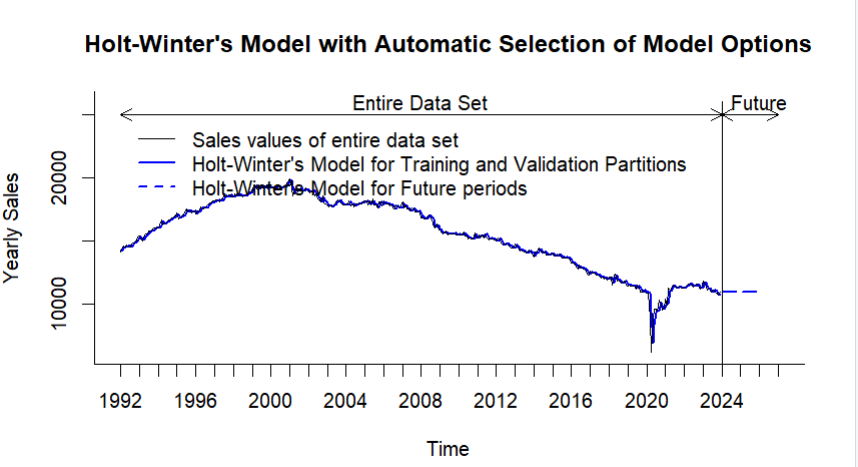 Holt-Winter's Model with Automatic Selection of Model Options
Entire Data Set
Future
Sales values of entire data set
Holt-Winter's Model for Training and Validation Partitions
Holt-Winter's Model for Future periods
Yearly Sales
20000
10000
1992 1996 2000 2004 2008 2012 2016 2020 2024
Time